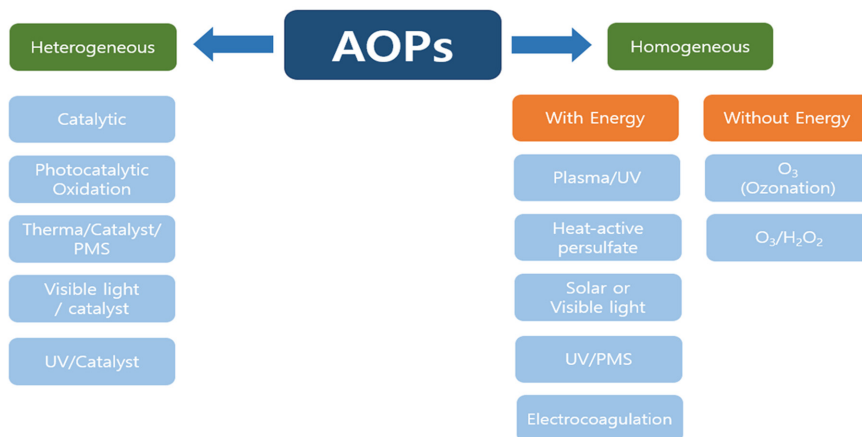 AOPs
Heterogeneous
Homogeneous
Catalytic
Photocatalytic
Oxidation
Therma/Catalyst/
PMS
Visible light
/ catalyst
UV/Catalyst
With Energy
Plasma/UV
Heat-active
persulfate
Solar or
Visible light
UV/PMS
Electrocoagulation
Without Energy
O₃
(Ozonation)
O₃/H₂O₂